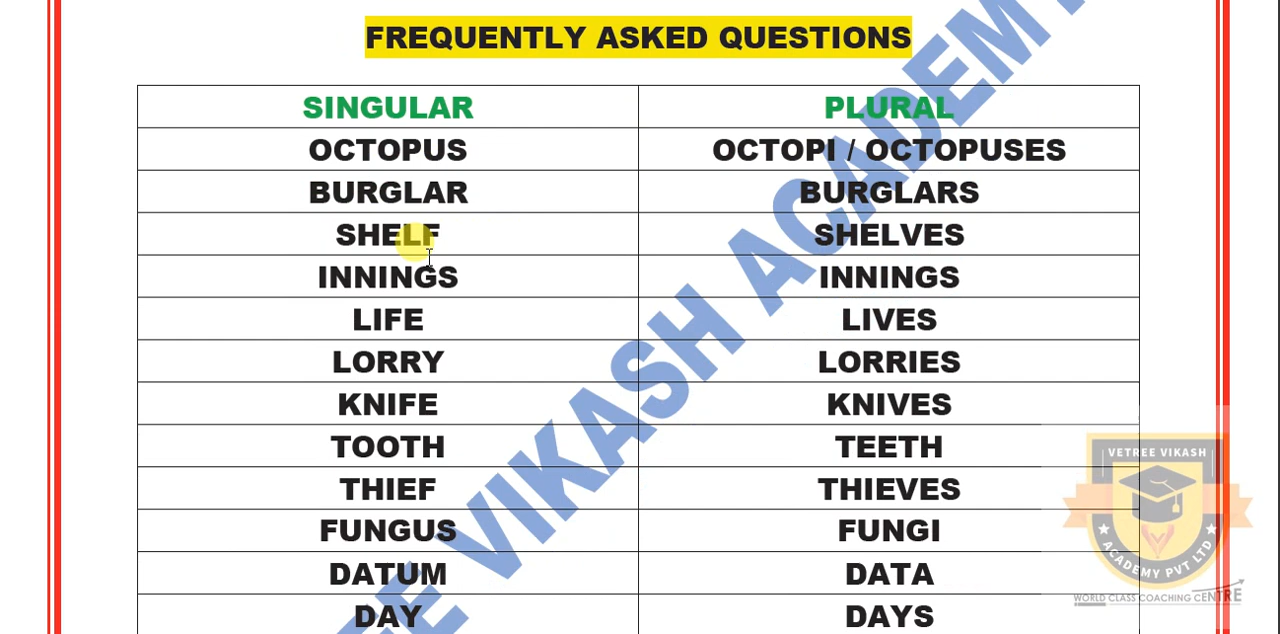 FREQUENTLY ASKED QUESTIONS
SINGULAR PLURAL
OCTOPUS OCTOPI / OCTOPUSES
BURGLAR BURGLARS
SHELF SHELVES
INNINGS INNINGS
LIFE LIVES
LORRY LORRIES
KNIFE KNIVES
TOOTH TEETH
THIEF THIEVES
FUNGUS FUNGI
DATUM DATA
DAY DAYS
VIKASH ACADEMY
VETREE VIKASH
ACADEMY PVT LTD
WORLD CLASS COACHING CENTRE